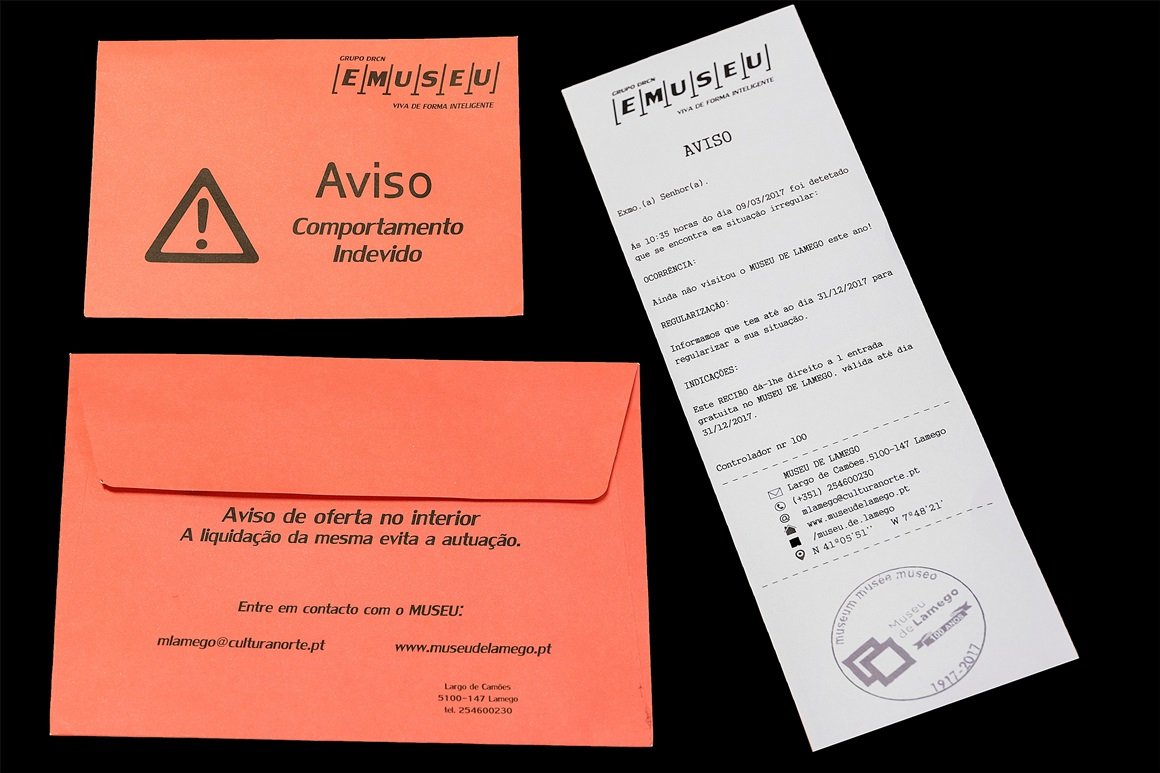 GRUPO DRCN
EMUSEU
VIVA DE FORMA INTELIGENTE
Aviso
Comportamento
Indevido
Aviso de oferta no interior
A liquidação da mesma evita a autuação.
Entre em contacto com o MUSEU:
mlamego@culturanorte.pt www.museudelamego.pt
Largo de Camões
5100-147 Lamego
tel. 254600230
GRUPO DRCN
EMUSEU
VIVA DE FORMA INTELIGENTE
AVISO
Exmo.(a) Senhor(a).
Às 10:35 horas do dia 09/03/2017 foi detetado
que se encontra em situação irregular:
OCORRÊNCIA:
Ainda não visitou o MUSEU DE LAMEGO este ano!
REGULARIZAÇÃO:
Informamos que tem até ao dia 31/12/2017 para
regularizar a sua situação.
INDICAÇÕES:
Este RECIBO dá-lhe direito a 1 entrada
gratuita no MUSEU DE LAMEGO. válida até dia
31/12/2017.
Controlador nr 100
MUSEU DE LAMEGO
Largo de Camões.5100-147 Lamego
(+351) 254600230
mlamego@culturanorte.pt
www.museudelamego.pt
/museu.de.lamego
N 41º05'51'' W 7º48'21'
museum musee museo
Museu
de Lamego
100 ANOS
1917-2017